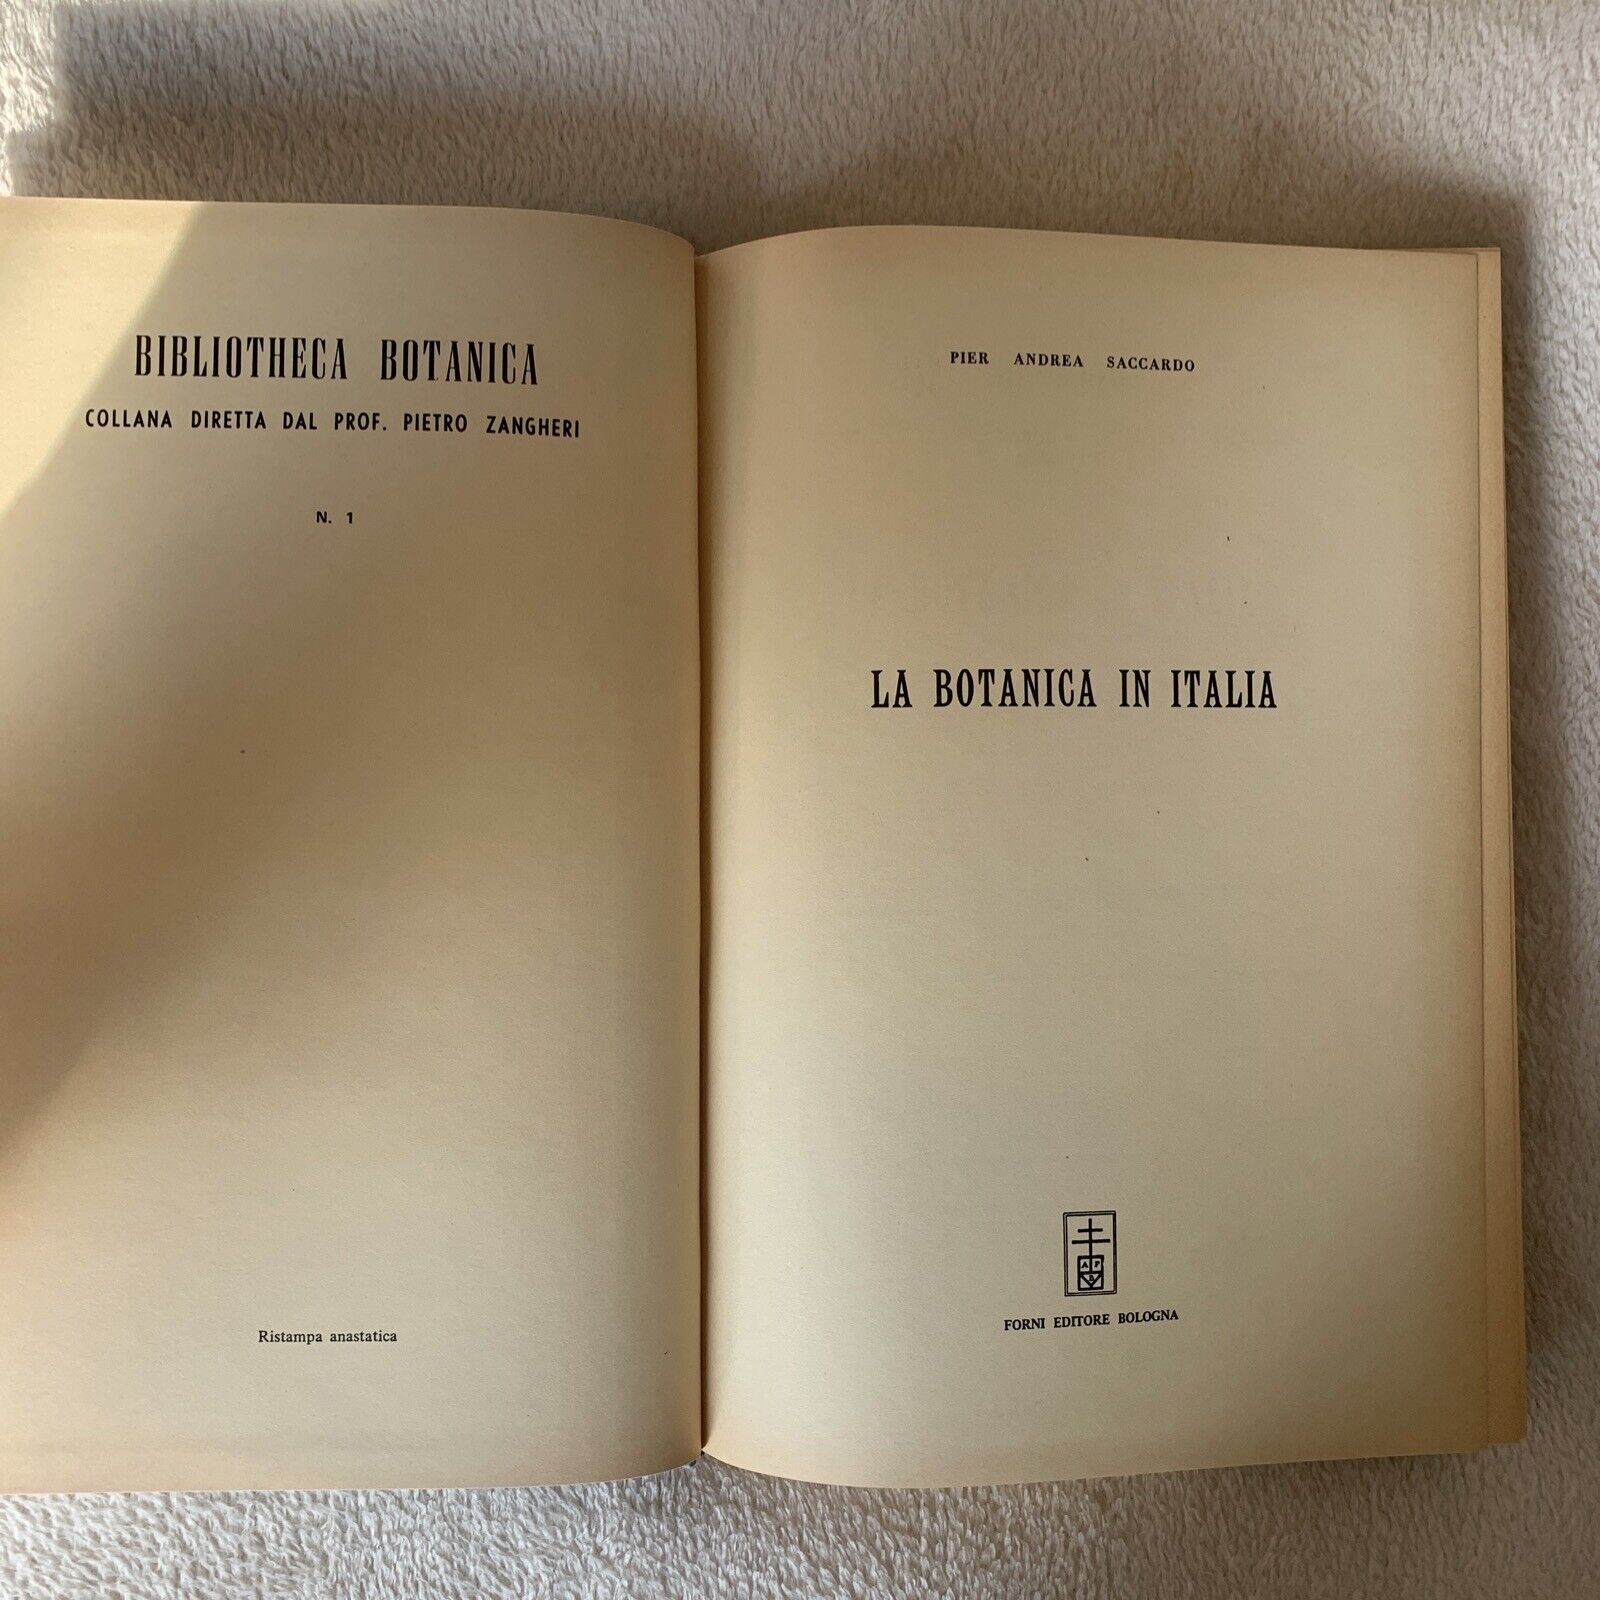 BIBLIOTHECA BOTANICA
COLLANA DIRETTA DAL PROF. PIETRO ZANGHERI
N. 1
Ristampa anastatica
PIER ANDREA SACCARDO
LA BOTANICA IN ITALIA
A F
B
FORNI EDITORE BOLOGNA